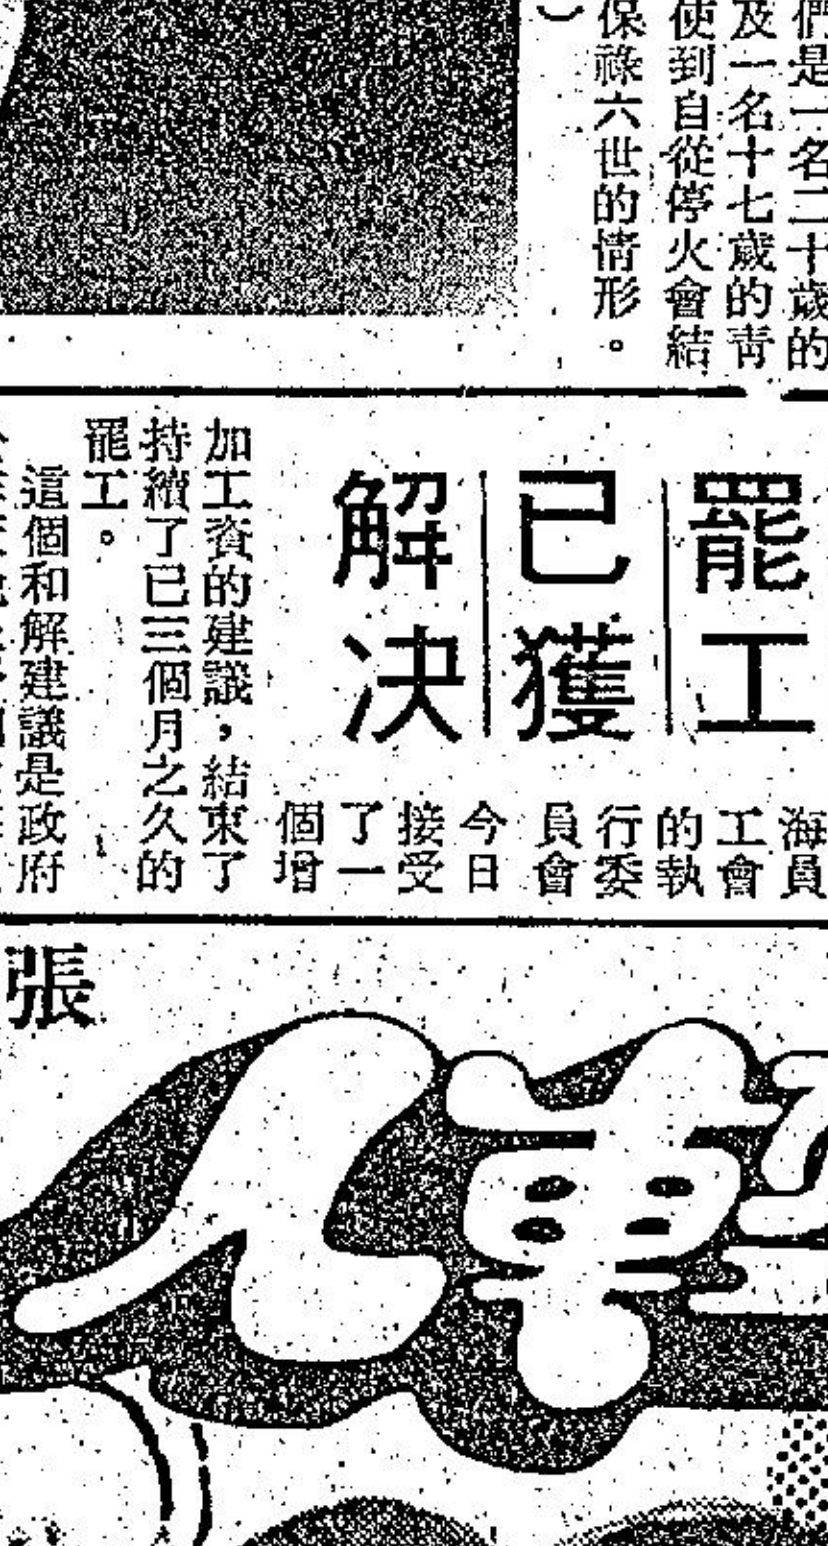 們是一名二十歲的
及一名十七歲的青
使到自從停火會結
保祿六世的情形。
）
罷工
已獲
解决
海員
工會
的執
行委
員會
今日
接受
了一
個增
加工資的建議，結束了
持續了已三個月之久的
罷工。
這個和解建議是政府
張